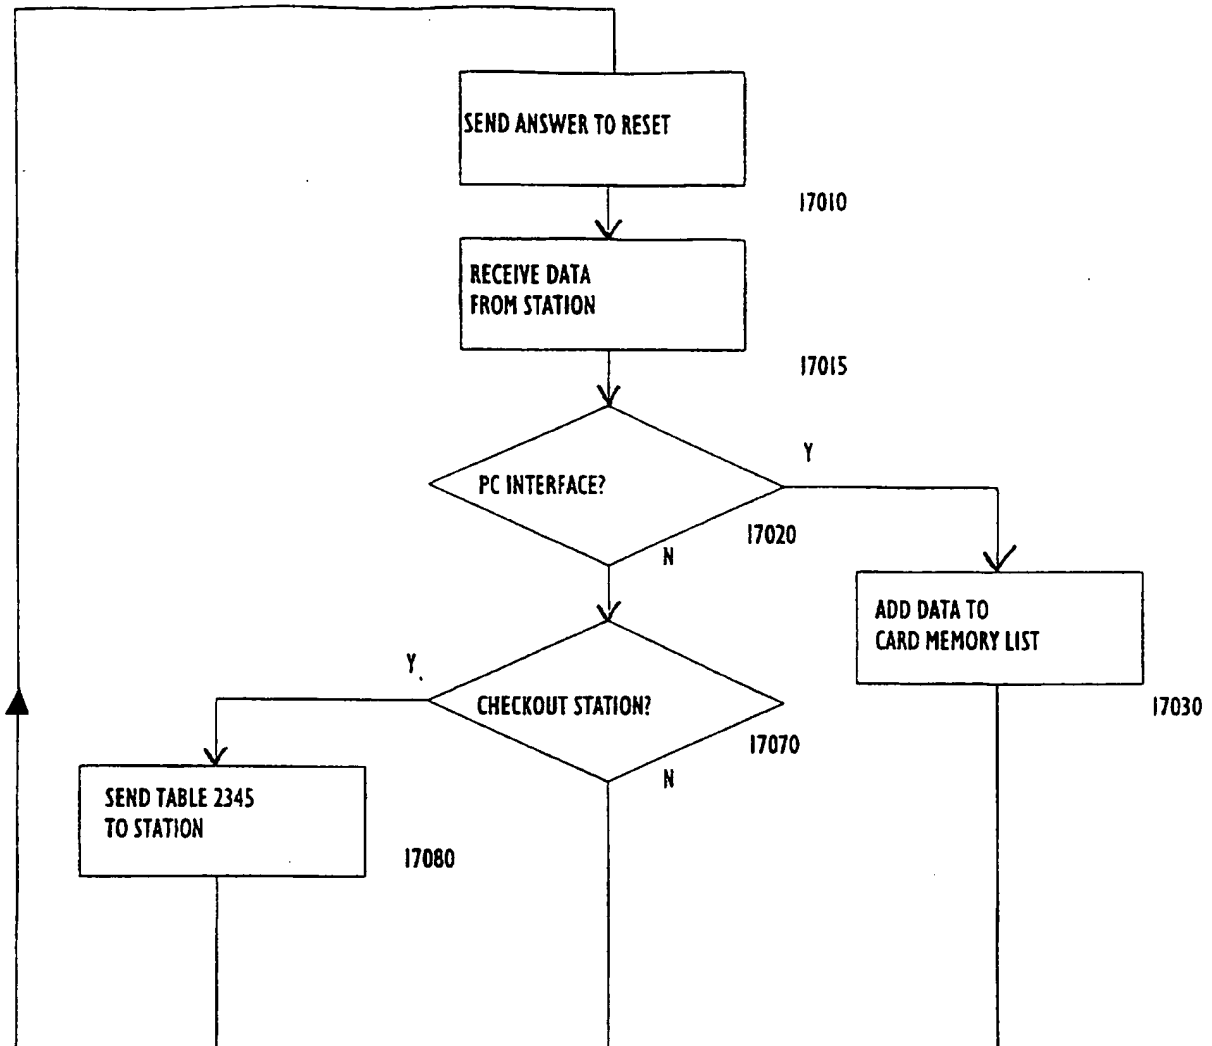 SEND ANSWER TO RESET
17010
RECEIVE DATA
FROM STATION
17015
PC INTERFACE?
Y
17020
N
ADD DATA TO
CARD MEMORY LIST
17030
Y
CHECKOUT STATION?
17070
N
SEND TABLE 2345
TO STATION
17080